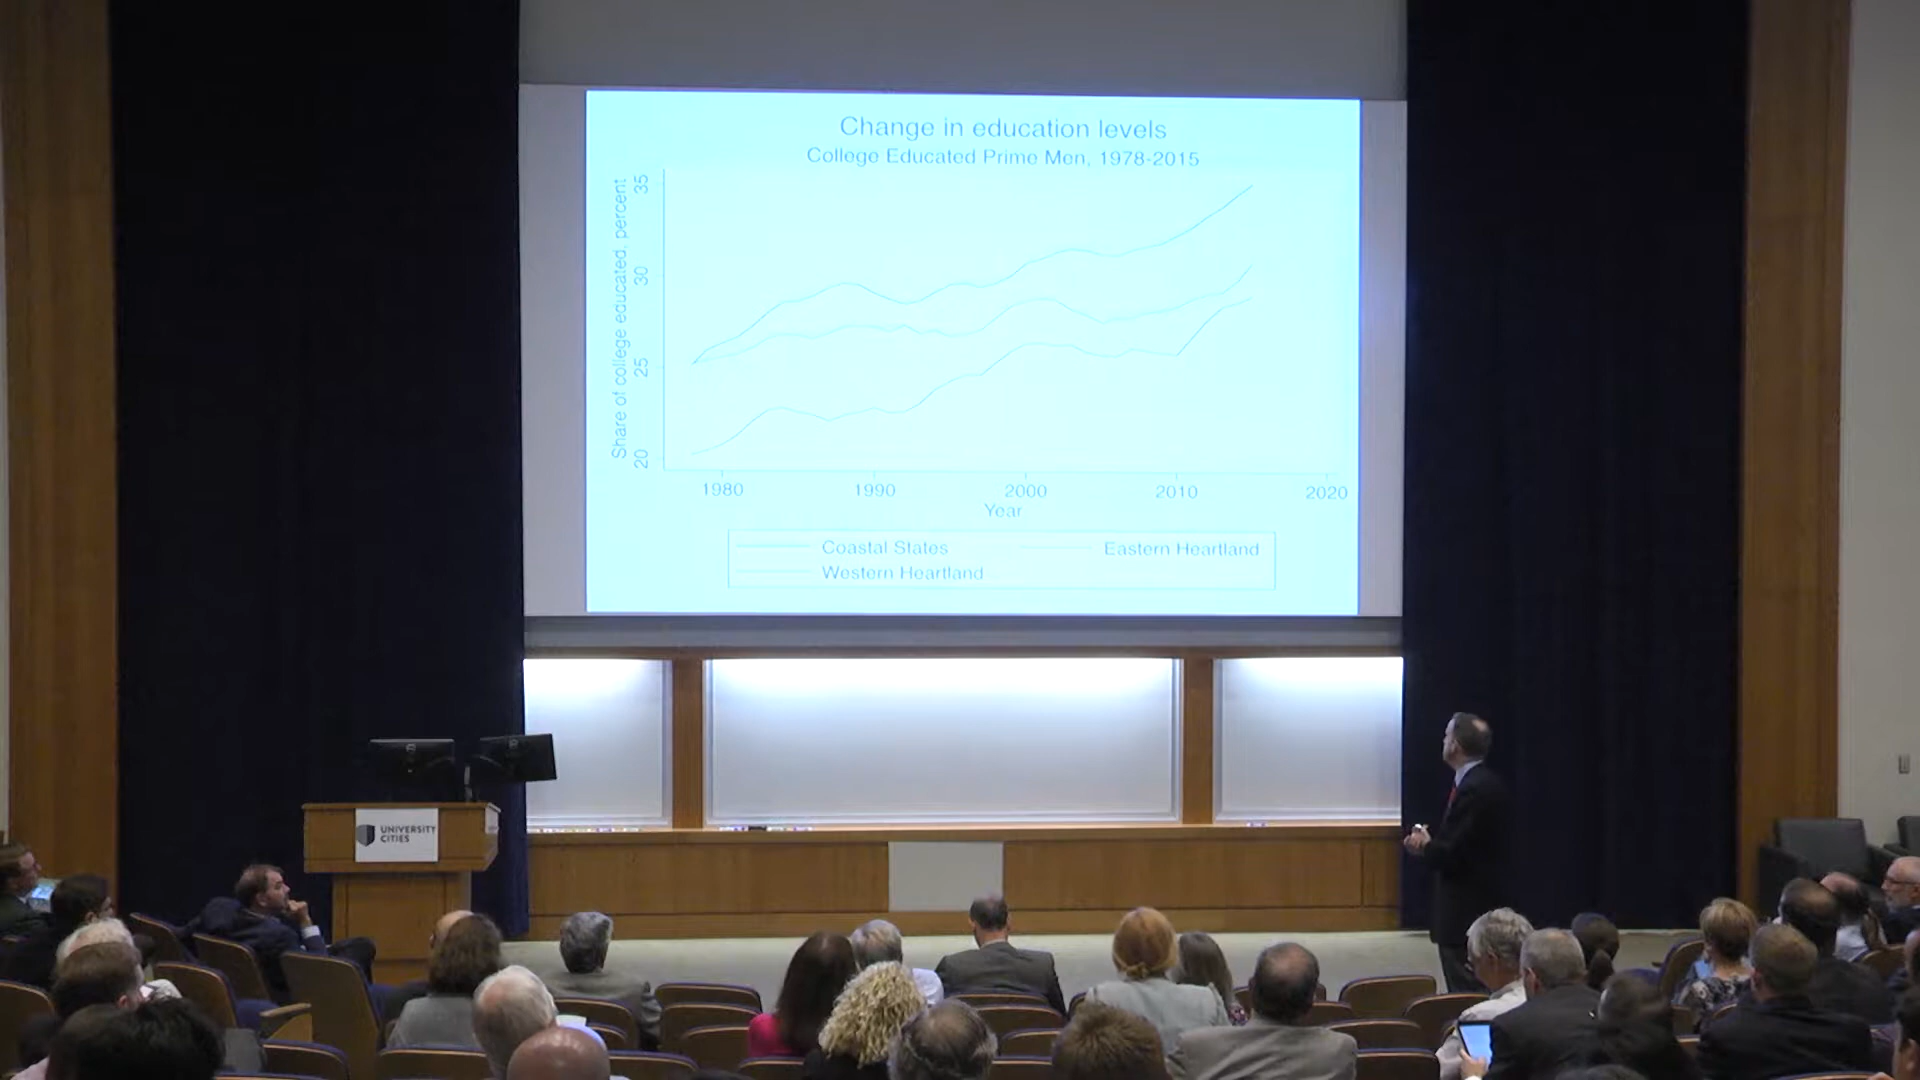 Change in education levels
College Educated Prime Men, 1978-2015
Share of college educated, percent
35
30
25
20
1980 1990 2000 2010 2020
Year
Coastal States Eastern Heartland
Western Heartland
UNIVERSITY
CITIES